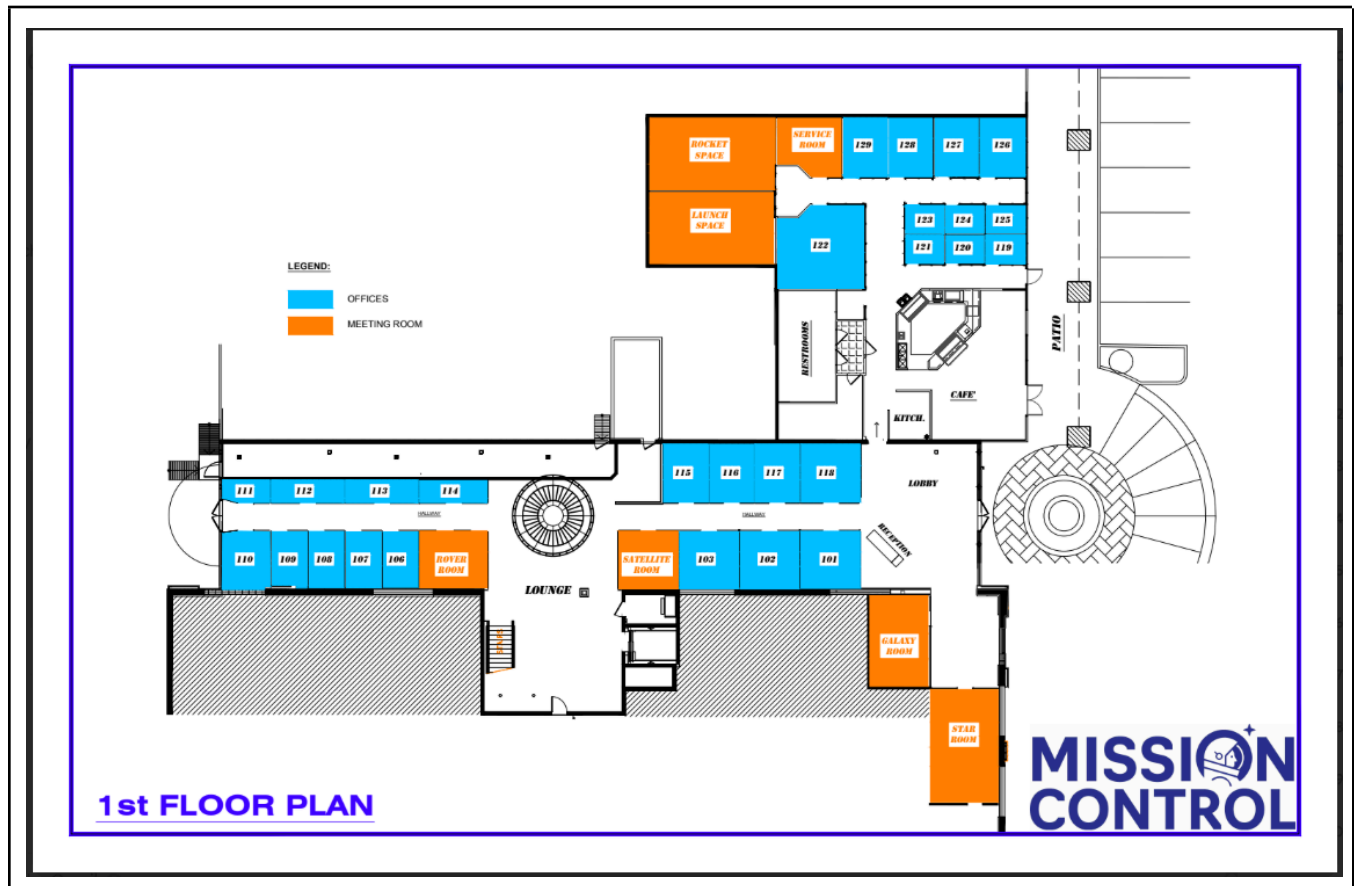 ROCKET
SPACE
SERVICE
ROOM
129
128
127
126
LAUNCH
SPACE
123
124
125
122
121
120
119
LEGEND:
OFFICES
MEETING ROOM
RESTROOMS
PATIO
CAFE'
KITCH.
115
116
117
118
LOBBY
111
112
113
114
HALLWAY
HALLWAY
RECEPTION
110
109
108
107
106
ROVER
ROOM
SATELLITE
ROOM
103
102
101
LOUNGE
STAIRS
GALAXY
ROOM
STAR
ROOM
1st FLOOR PLAN
MISSION
CONTROL